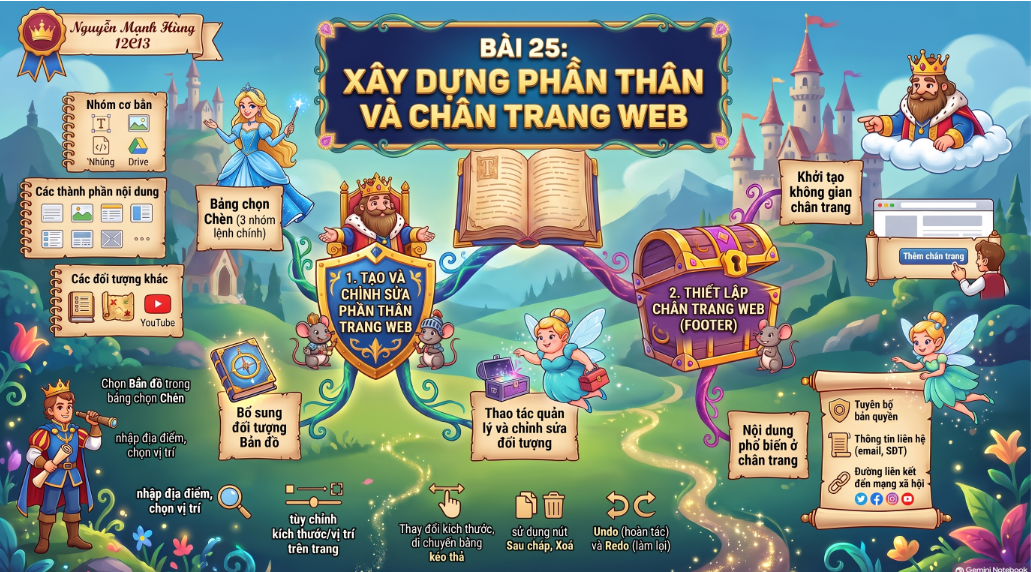 Nguyễn Mạnh Hùng
12C13
BÀI 25:
XÂY DỰNG PHẦN THÂN
VÀ CHÂN TRANG WEB
Nhóm cơ bản
T
Nhúng
Drive
Các thành phần nội dung
Các đối tượng khác
YouTube
Bảng chọn
Chèn (3 nhóm
lệnh chính)
1. TẠO VÀ
CHỈNH SỬA
PHẦN THÂN
TRANG WEB
Bổ sung
đối tượng
Bản đồ
Chọn Bản đồ trong
bảng chọn Chén
nhập địa điểm,
chọn vị trí
nhập địa điểm,
chọn vị trí
tùy chỉnh
kích thước/vị trí
trên trang
Thao tác quản
lý và chỉnh sửa
đối tượng
Thay đổi kích thước,
di chuyển bằng
kéo thả
sử dụng nút
Sau cháp, Xoá
Undo (hoàn tác)
và Redo (làm lại)
2. THIẾT LẬP
CHÂN TRANG WEB
(FOOTER)
Khởi tạo
không gian
chân trang
Thêm chân trang
Nội dung
phổ biến ở
chân trang
Tuyên bố
bản quyền
Thông tin liên hệ
(email, SĐT)
Đường liên kết
đến mạng xã hội
Gemini Notebook